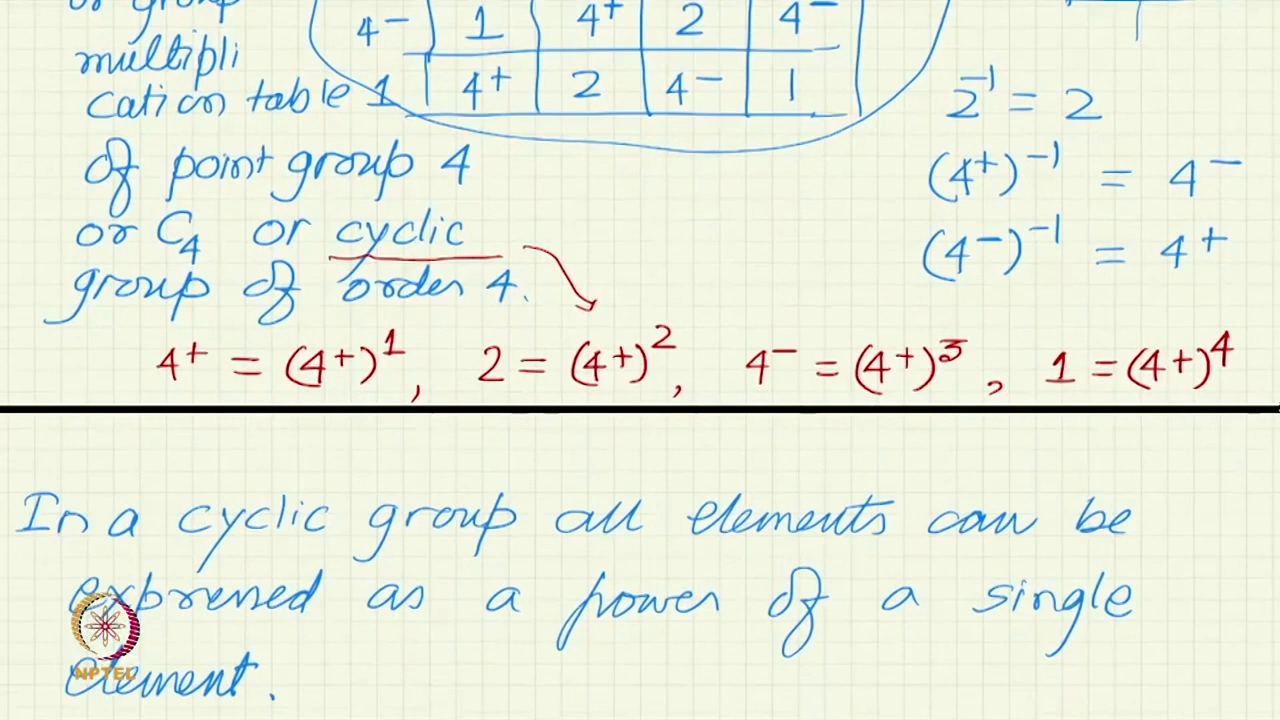 or group
4⁻ 1 4⁺ 2 4⁻
multipli
cation table 1 4⁺ 2 4⁻ 1
2⁻¹ = 2
of point group 4
(4⁺)⁻¹ = 4⁻
or C₄ or cyclic
(4⁻)⁻¹ = 4⁺
group of order 4.
4⁺ = (4⁺)¹, 2 = (4⁺)², 4⁻ = (4⁺)³, 1 = (4⁺)⁴
In a cyclic group all elements can be
expressed as a power of a single
element.
NPTEL